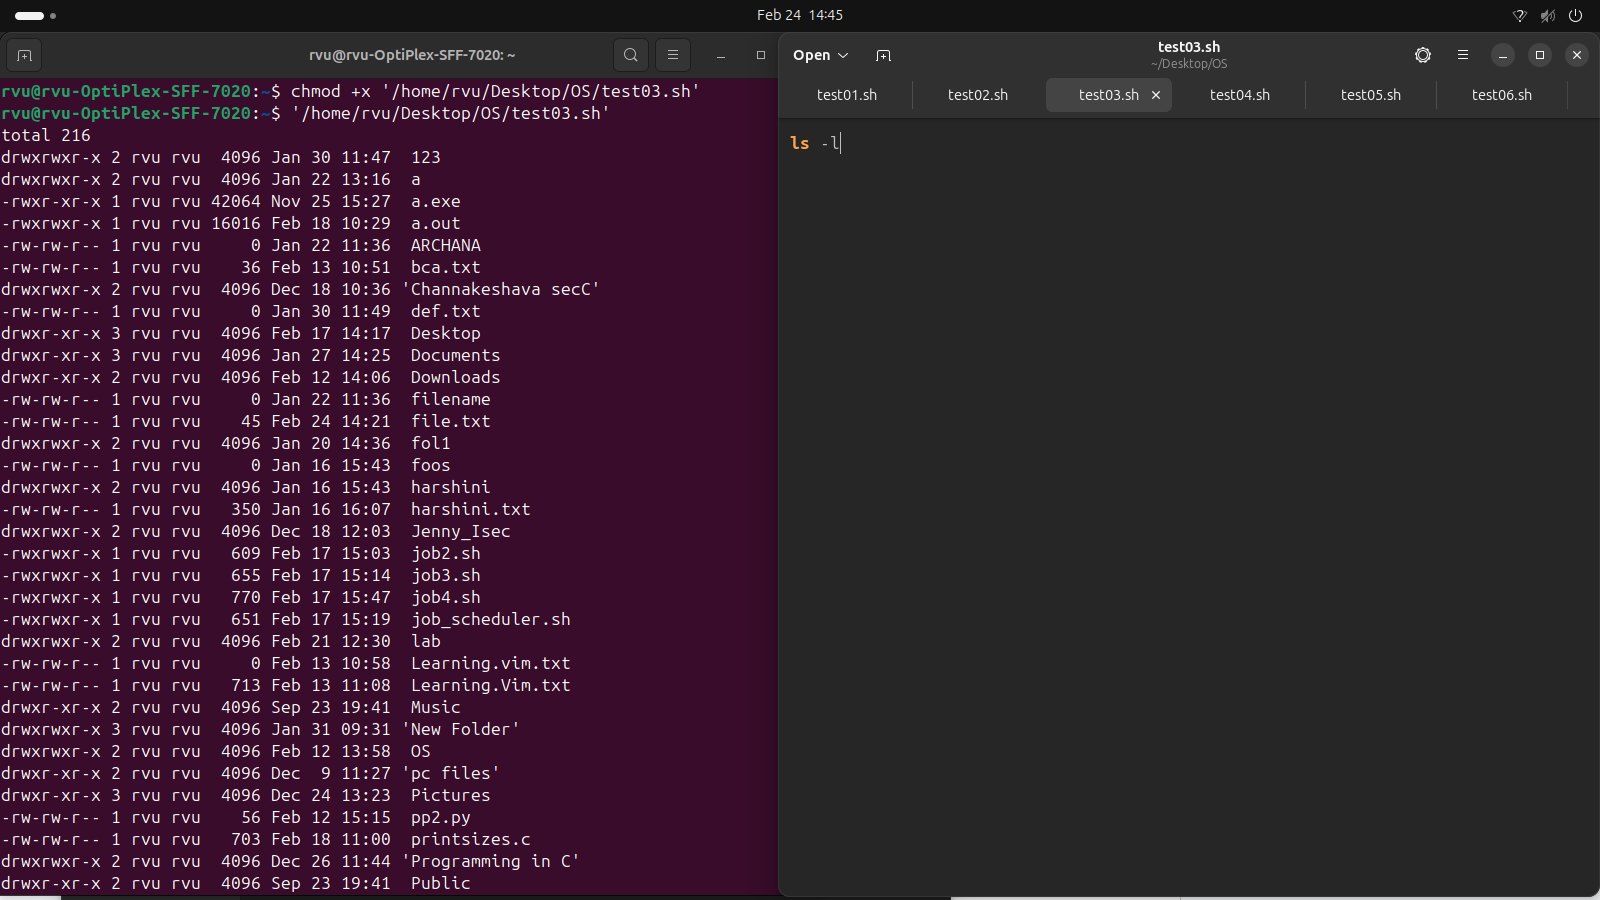 Feb 24 14:45
rvu@rvu-OptiPlex-SFF-7020: ~
rvu@rvu-OptiPlex-SFF-7020:~$ chmod +x '/home/rvu/Desktop/OS/test03.sh'
rvu@rvu-OptiPlex-SFF-7020:~$ '/home/rvu/Desktop/OS/test03.sh'
total 216
drwxrwxr-x 2 rvu rvu  4096 Jan 30 11:47  123
drwxrwxr-x 2 rvu rvu  4096 Jan 22 13:16  a
-rwxr-xr-x 1 rvu rvu 42064 Nov 25 15:27  a.exe
-rwxrwxr-x 1 rvu rvu 16016 Feb 18 10:29  a.out
-rw-rw-r-- 1 rvu rvu     0 Jan 22 11:36  ARCHANA
-rw-rw-r-- 1 rvu rvu    36 Feb 13 10:51  bca.txt
drwxrwxr-x 2 rvu rvu  4096 Dec 18 10:36 'Channakeshava secC'
-rw-rw-r-- 1 rvu rvu     0 Jan 30 11:49  def.txt
drwxr-xr-x 3 rvu rvu  4096 Feb 17 14:17  Desktop
drwxr-xr-x 3 rvu rvu  4096 Jan 27 14:25  Documents
drwxr-xr-x 2 rvu rvu  4096 Feb 12 14:06  Downloads
-rw-rw-r-- 1 rvu rvu     0 Jan 22 11:36  filename
-rw-rw-r-- 1 rvu rvu    45 Feb 24 14:21  file.txt
drwxrwxr-x 2 rvu rvu  4096 Jan 20 14:36  fol1
-rw-rw-r-- 1 rvu rvu     0 Jan 16 15:43  foos
drwxrwxr-x 2 rvu rvu  4096 Jan 16 15:43  harshini
-rw-rw-r-- 1 rvu rvu   350 Jan 16 16:07  harshini.txt
drwxrwxr-x 2 rvu rvu  4096 Dec 18 12:03  Jenny_Isec
-rwxrwxr-x 1 rvu rvu   609 Feb 17 15:03  job2.sh
-rwxrwxr-x 1 rvu rvu   655 Feb 17 15:14  job3.sh
-rwxrwxr-x 1 rvu rvu   770 Feb 17 15:47  job4.sh
-rwxrwxr-x 1 rvu rvu   651 Feb 17 15:19  job_scheduler.sh
drwxrwxr-x 2 rvu rvu  4096 Feb 21 12:30  lab
-rw-rw-r-- 1 rvu rvu     0 Feb 13 10:58  Learning.vim.txt
-rw-rw-r-- 1 rvu rvu   713 Feb 13 11:08  Learning.Vim.txt
drwxr-xr-x 2 rvu rvu  4096 Sep 23 19:41  Music
drwxrwxr-x 3 rvu rvu  4096 Jan 31 09:31 'New Folder'
drwxrwxr-x 2 rvu rvu  4096 Feb 12 13:58  OS
drwxr-xr-x 2 rvu rvu  4096 Dec  9 11:27 'pc files'
drwxr-xr-x 3 rvu rvu  4096 Dec 24 13:23  Pictures
-rw-rw-r-- 1 rvu rvu    56 Feb 12 15:15  pp2.py
-rw-rw-r-- 1 rvu rvu   703 Feb 18 11:00  printsizes.c
drwxrwxr-x 2 rvu rvu  4096 Dec 26 11:44 'Programming in C'
drwxr-xr-x 2 rvu rvu  4096 Sep 23 19:41  Public
Open
test03.sh
~/Desktop/OS
test01.sh test02.sh test03.sh test04.sh test05.sh test06.sh
ls -l